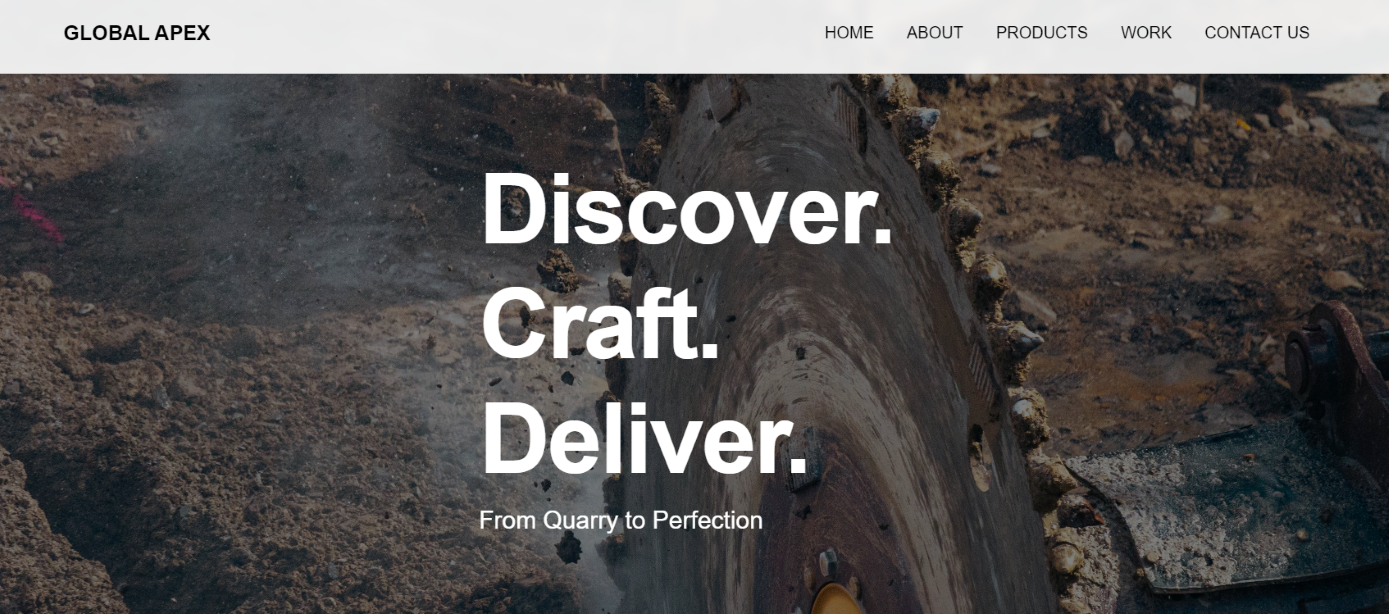 GLOBAL APEX
HOME ABOUT PRODUCTS WORK CONTACT US
Discover.
Craft.
Deliver.
From Quarry to Perfection